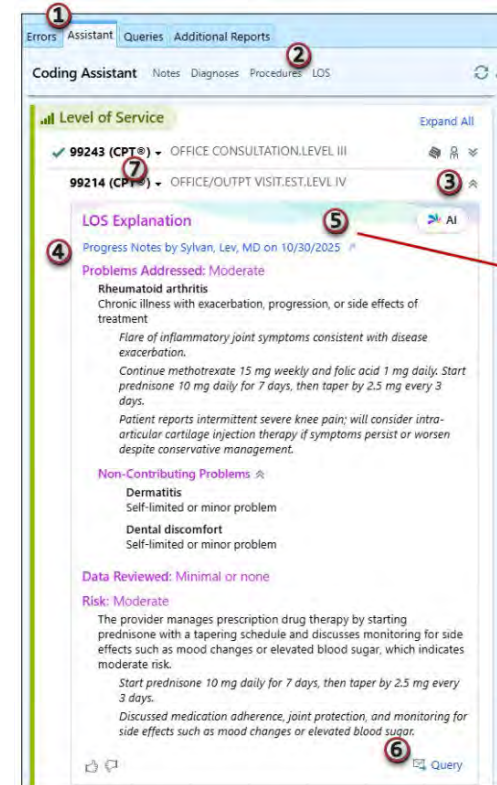 1
Errors Assistant Queries Additional Reports
2
Coding Assistant Notes Diagnoses Procedures LOS
Level of Service Expand All
99243 (CPT®) OFFICE CONSULTATION,LEVEL III
7
99214 (CPT®) OFFICE/OUTPT VISIT,EST,LEVL IV 3
LOS Explanation 5 AI
4 Progress Notes by Sylvan, Lev, MD on 10/30/2025
Problems Addressed: Moderate
Rheumatoid arthritis
Chronic illness with exacerbation, progression, or side effects of
treatment
Flare of inflammatory joint symptoms consistent with disease
exacerbation.
Continue methotrexate 15 mg weekly and folic acid 1 mg daily. Start
prednisone 10 mg daily for 7 days, then taper by 2.5 mg every 3
days.
Patient reports intermittent severe knee pain; will consider intra-
articular cartilage injection therapy if symptoms persist or worsen
despite conservative management.
Non-Contributing Problems
Dermatitis
Self-limited or minor problem
Dental discomfort
Self-limited or minor problem
Data Reviewed: Minimal or none
Risk: Moderate
The provider manages prescription drug therapy by starting
prednisone with a tapering schedule and discusses monitoring for side
effects such as mood changes or elevated blood sugar, which indicates
moderate risk.
Start prednisone 10 mg daily for 7 days, then taper by 2.5 mg every
3 days.
Discussed medication adherence, joint protection, and monitoring for
side effects such as mood changes or elevated blood sugar.
6
Query